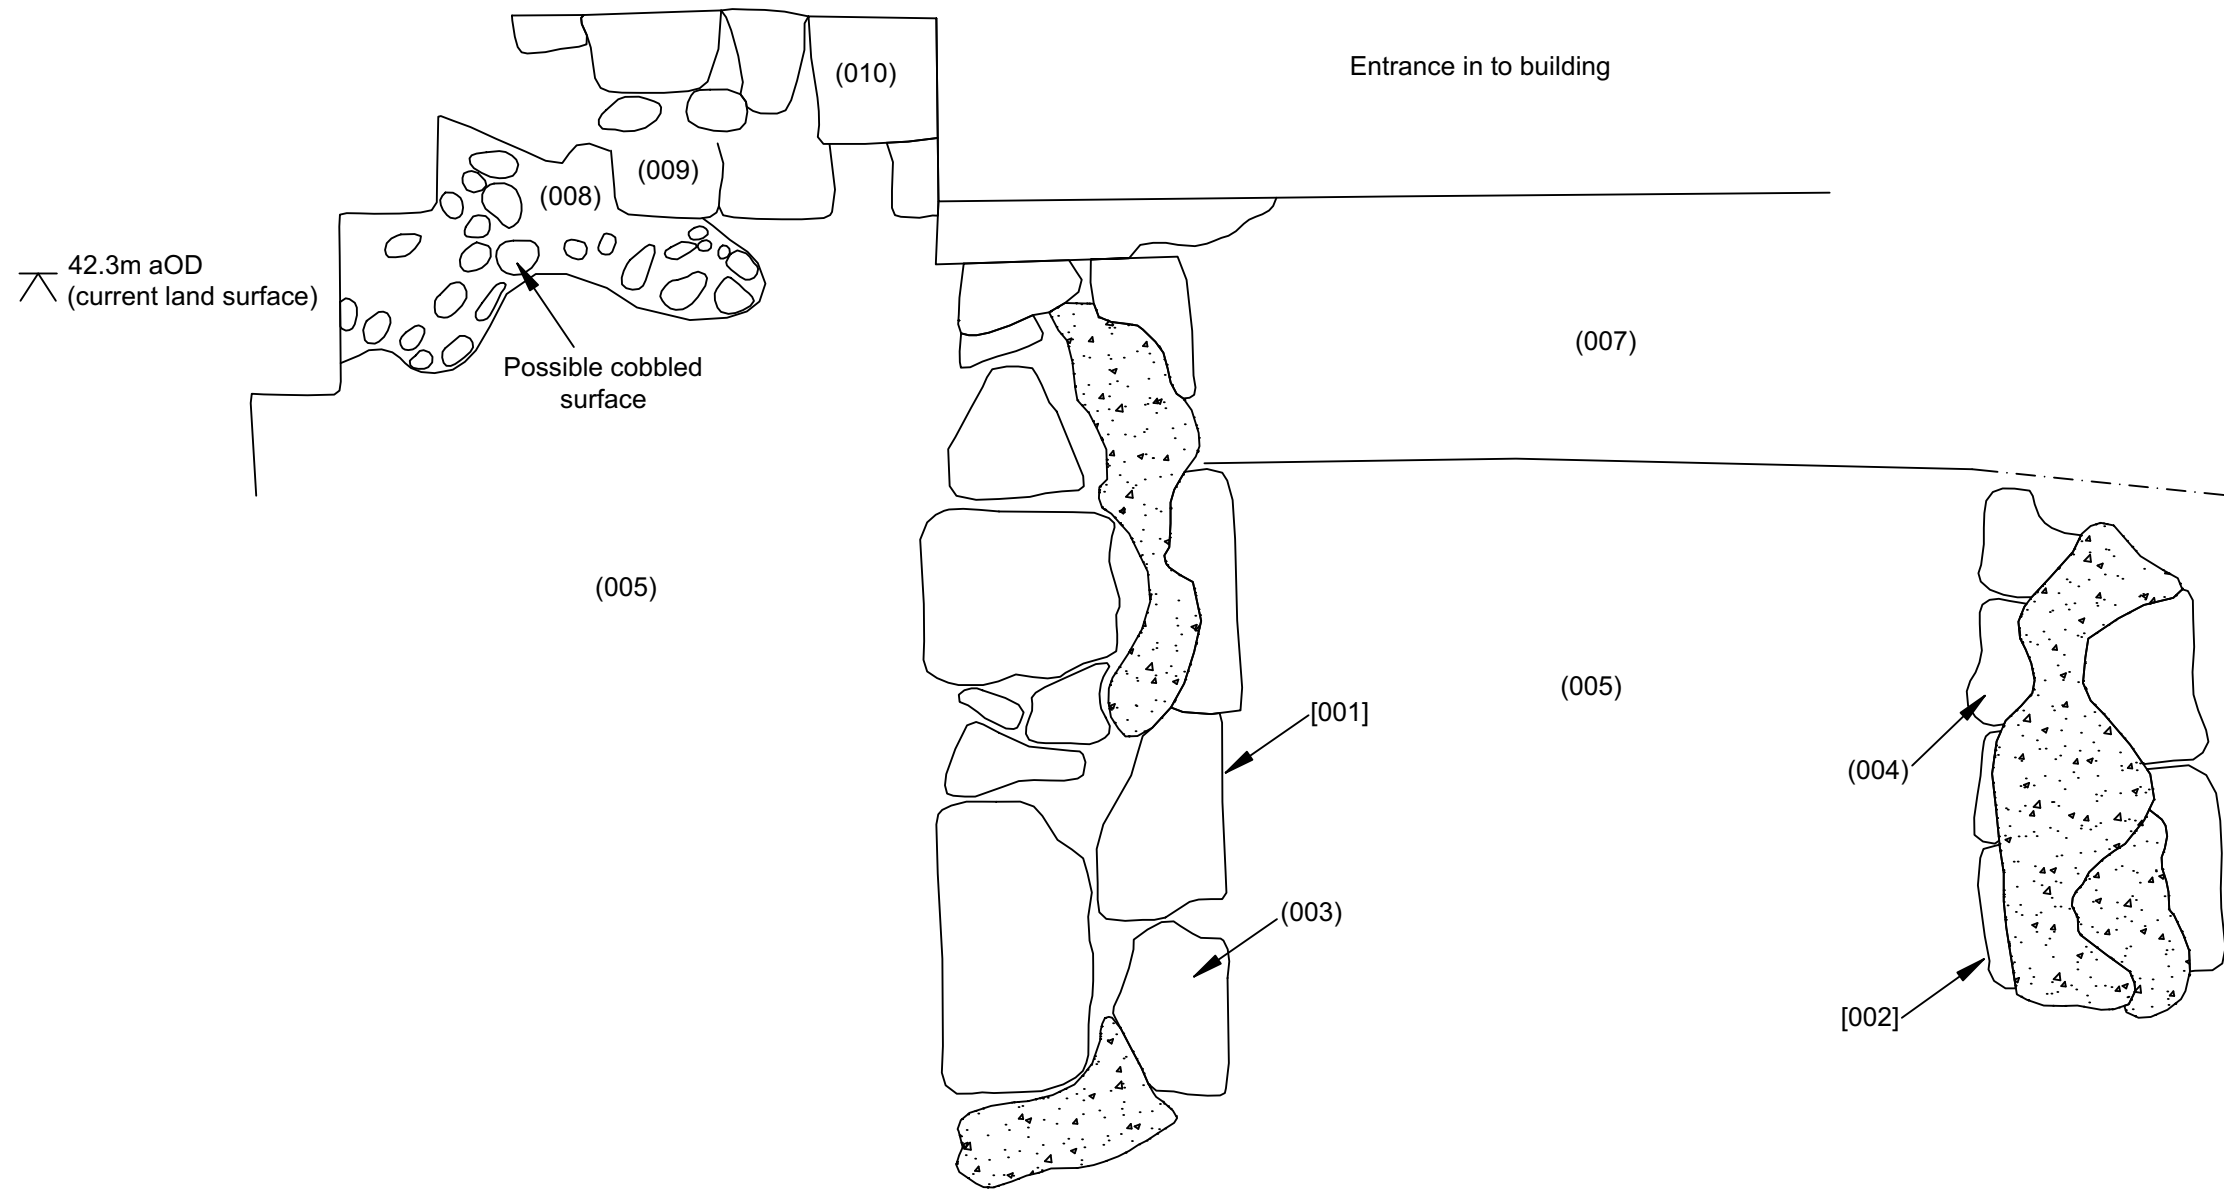 Entrance in to building
(010)
(009)
(008)
42.3m aOD
(current land surface)
(007)
Possible cobbled
surface
(005)
(005)
[001]
(004)
(003)
[002]